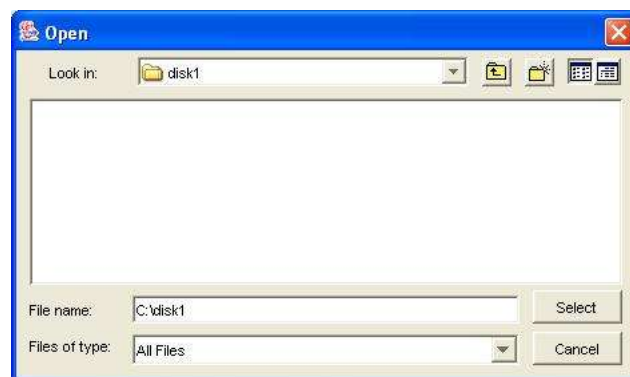 Open
Look in: disk1
File name: C:\disk1 Select
Files of type: All Files Cancel